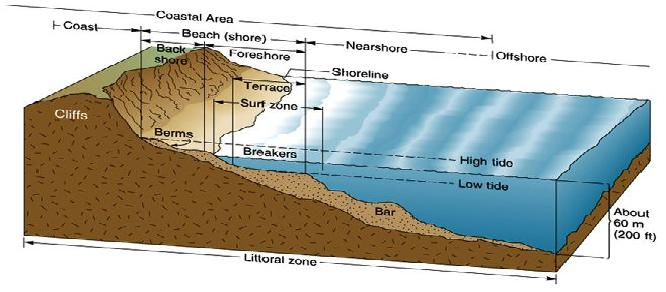 Coastal Area
Coast
Beach (shore)
Nearshore
Offshore
Back
shore
Foreshore
Shoreline
Terrace
Surf zone
Cliffs
Berms
Breakers
High tide
Low tide
Bar
About
60 m
(200 ft)
Littoral zone